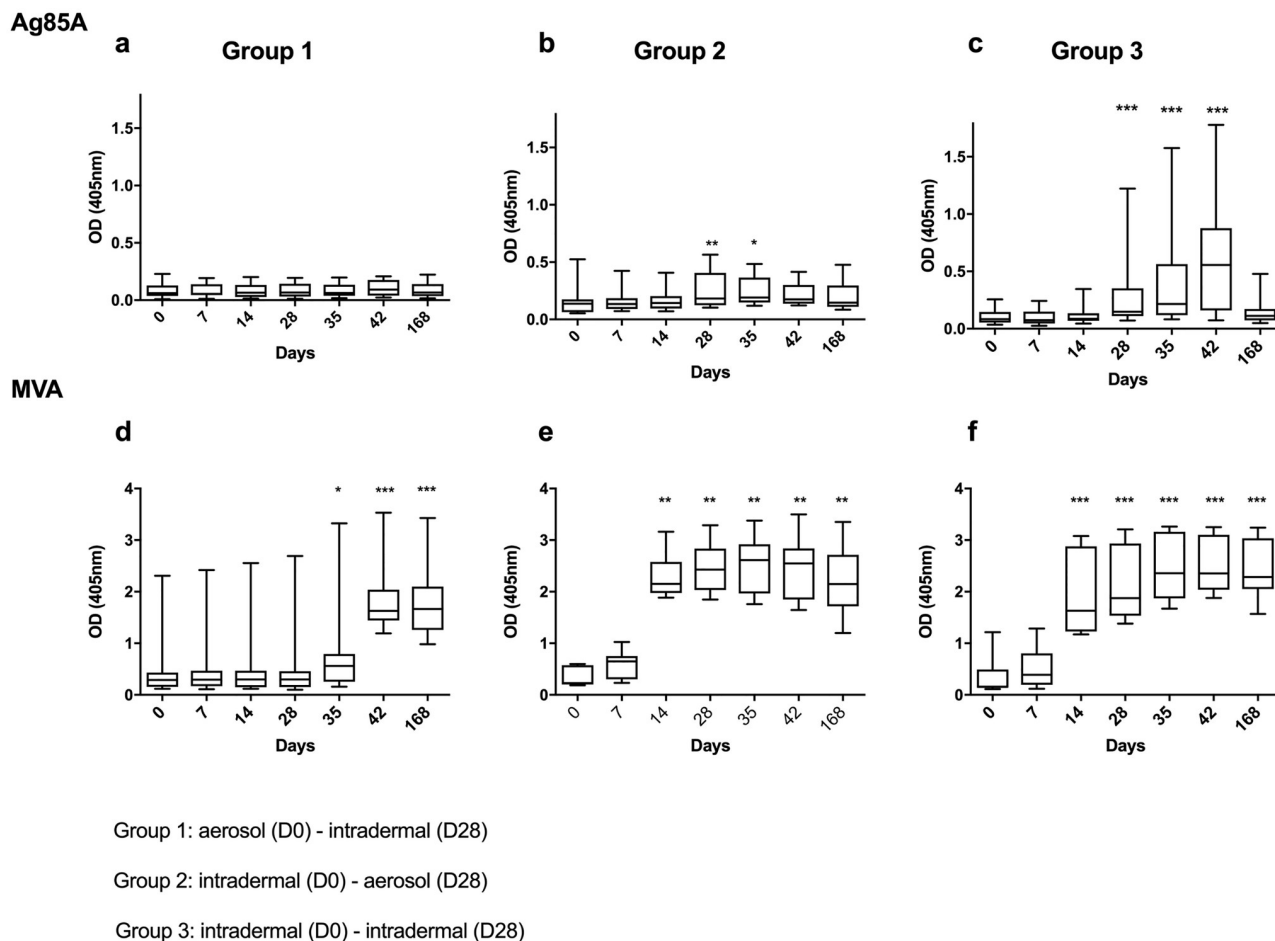 Ag85A
a Group 1
b Group 2
c Group 3
OD (405nm)
1.5
1.0
0.5
0.0
0 7 14 28 35 42 168
Days
OD (405nm)
1.5
1.0
0.5
0.0
** *
0 7 14 28 35 42 168
Days
OD (405nm)
1.5
1.0
0.5
0.0
*** *** ***
0 7 14 28 35 42 168
Days
MVA
d
OD (405nm)
4
3
2
1
0
* *** ***
0 7 14 28 35 42 168
Days
e
OD (405nm)
4
3
2
1
0
** ** ** ** **
0 7 14 28 35 42 168
Days
f
OD (405nm)
4
3
2
1
0
*** *** *** *** ***
0 7 14 28 35 42 168
Days
Group 1: aerosol (D0) - intradermal (D28)
Group 2: intradermal (D0) - aerosol (D28)
Group 3: intradermal (D0) - intradermal (D28)